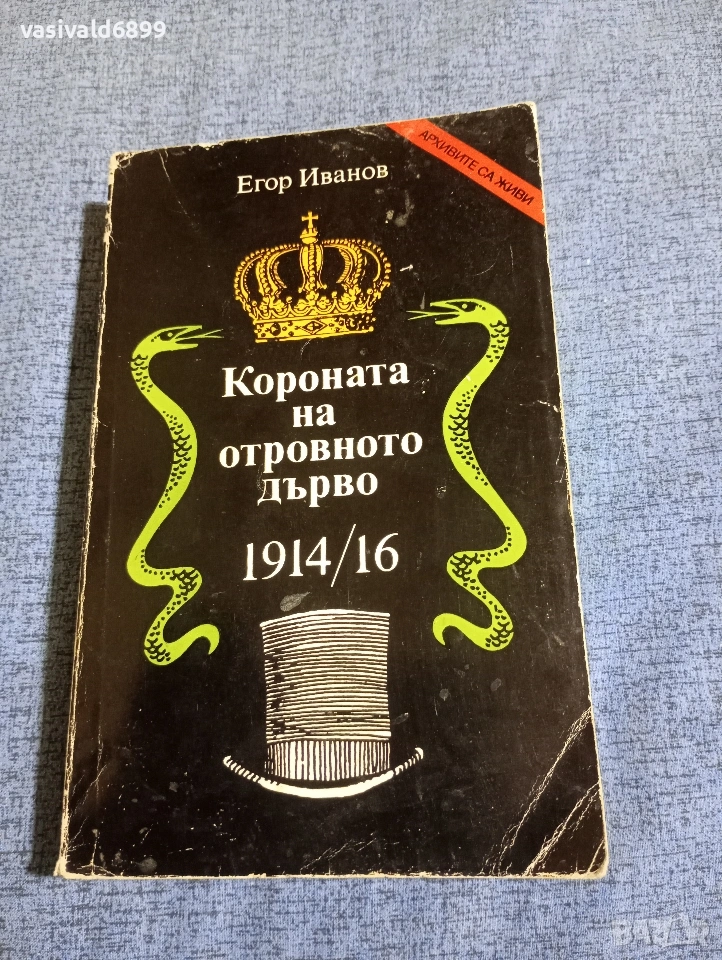 vasivald6899
АРХИВИТЕ СА ЖИВИ
Егор Иванов
Короната
на
отровното
дърво
1914/16